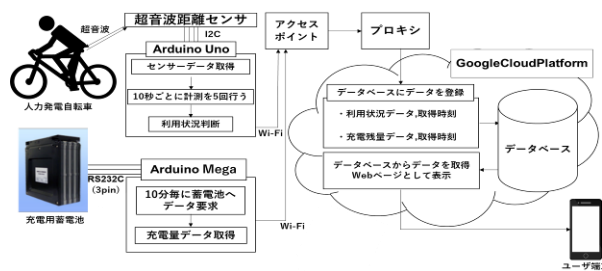 超音波距離センサ
超音波
I2C
Arduino Uno
センサーデータ取得
10秒ごとに計測を5回行う
利用状況判断
人力発電自転車
Wi-Fi
アクセス
ポイント
プロキシ
GoogleCloudPlatform
データベースにデータを登録
・利用状況データ,取得時刻
・充電残量データ,取得時刻
データベース
データベースからデータを取得
Webページとして表示
RS232C
(3pin)
充電用蓄電池
Arduino Mega
10分毎に蓄電池へ
データ要求
充電量データ取得
Wi-Fi
ユーザ端